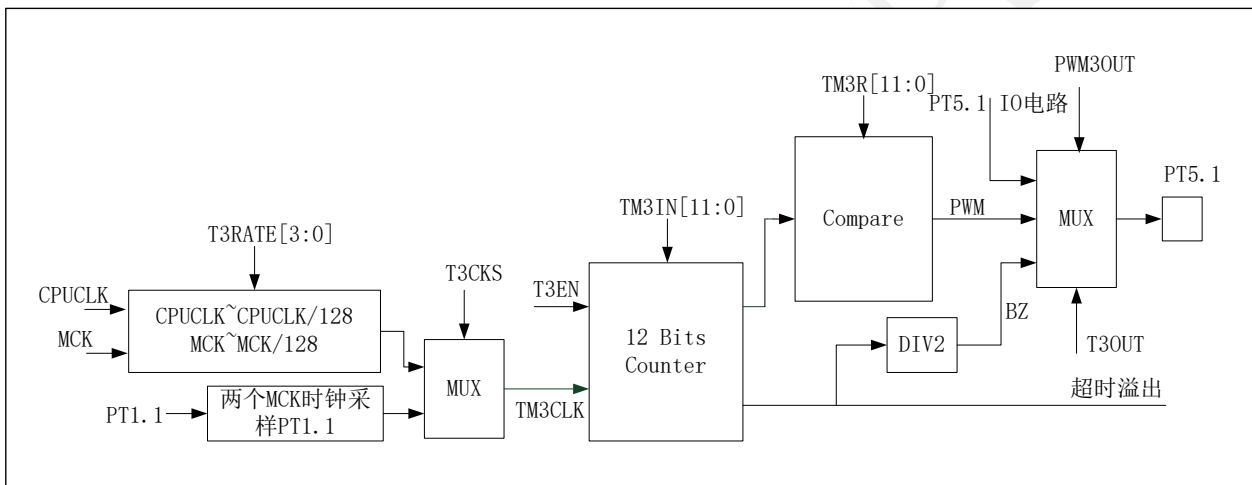 PWM3OUT
TM3R[11:0]
PT5.1 IO电路
PT5.1
TM3IN[11:0]
Compare
PWM
MUX
T3RATE[3:0]
T3CKS
CPUCLK
T3EN
CPUCLK~CPUCLK/128
MCK~MCK/128
MCK
12 Bits
Counter
BZ
DIV2
T3OUT
MUX
TM3CLK
超时溢出
PT1.1
两个MCK时钟采
样PT1.1